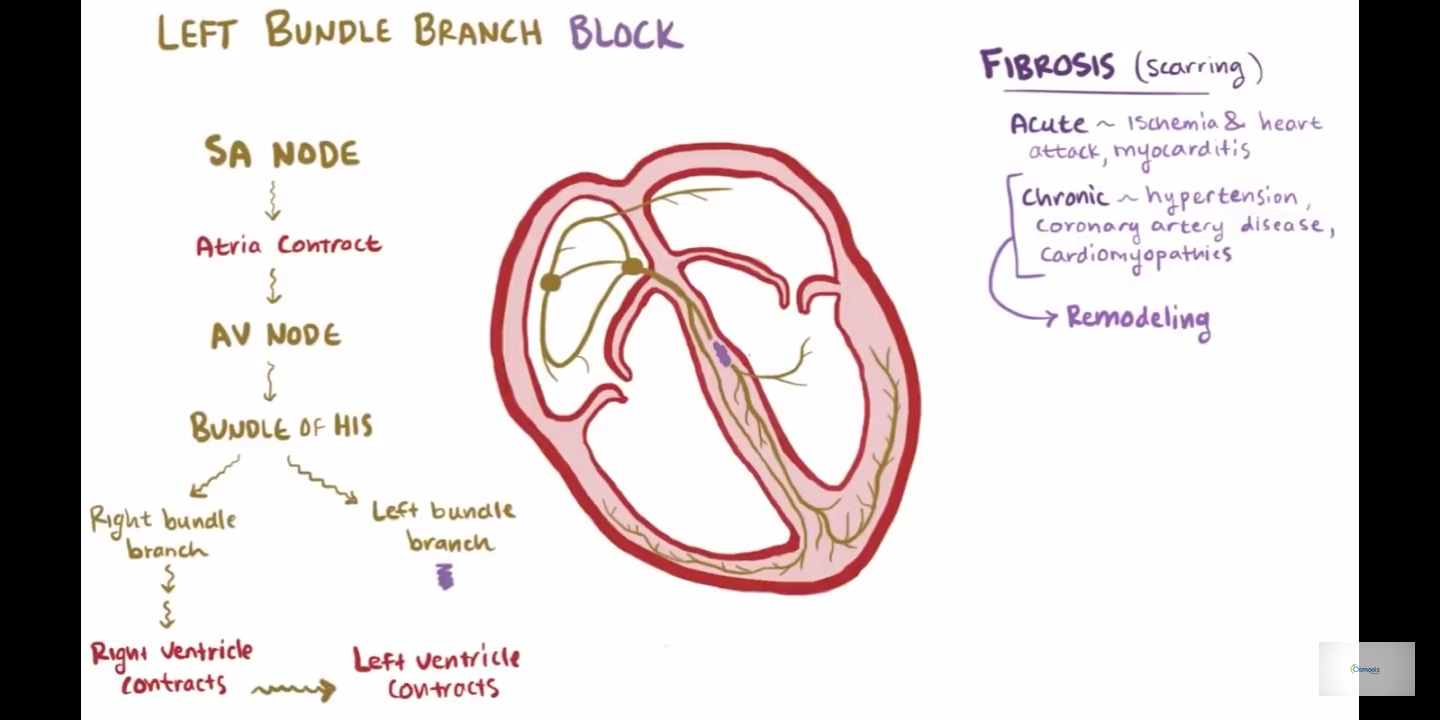 LEFT BUNDLE BRANCH BLOCK
SA NODE
Atria Contract
AV NODE
BUNDLE OF HIS
Right bundle
branch
Left bundle
branch
Right ventricle
contracts
Left ventricle
contracts
FIBROSIS (scarring)
Acute ~ Ischemia & heart
attack, myocarditis
Chronic ~ hypertension,
coronary artery disease,
cardiomyopathies
Remodeling
Osmosis